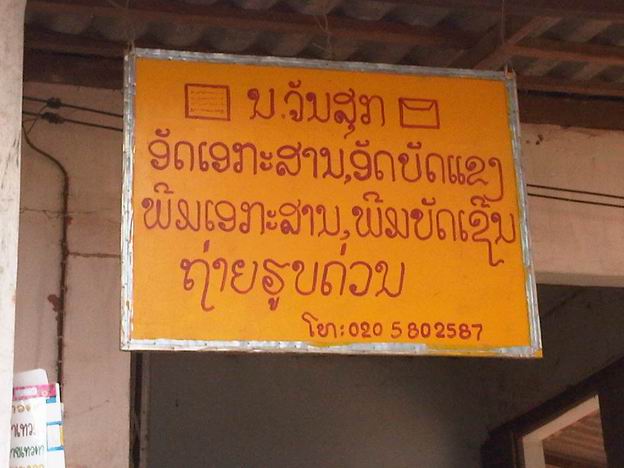 ນ.ຈັນສຸກ
ອັດເອກະສານ,ອັດບັດແຂງ
ພິມເອກະສານ,ພິມບັດເຊີນ
ຖ່າຍຮູບດ່ວນ
ໂທ:020 5802587